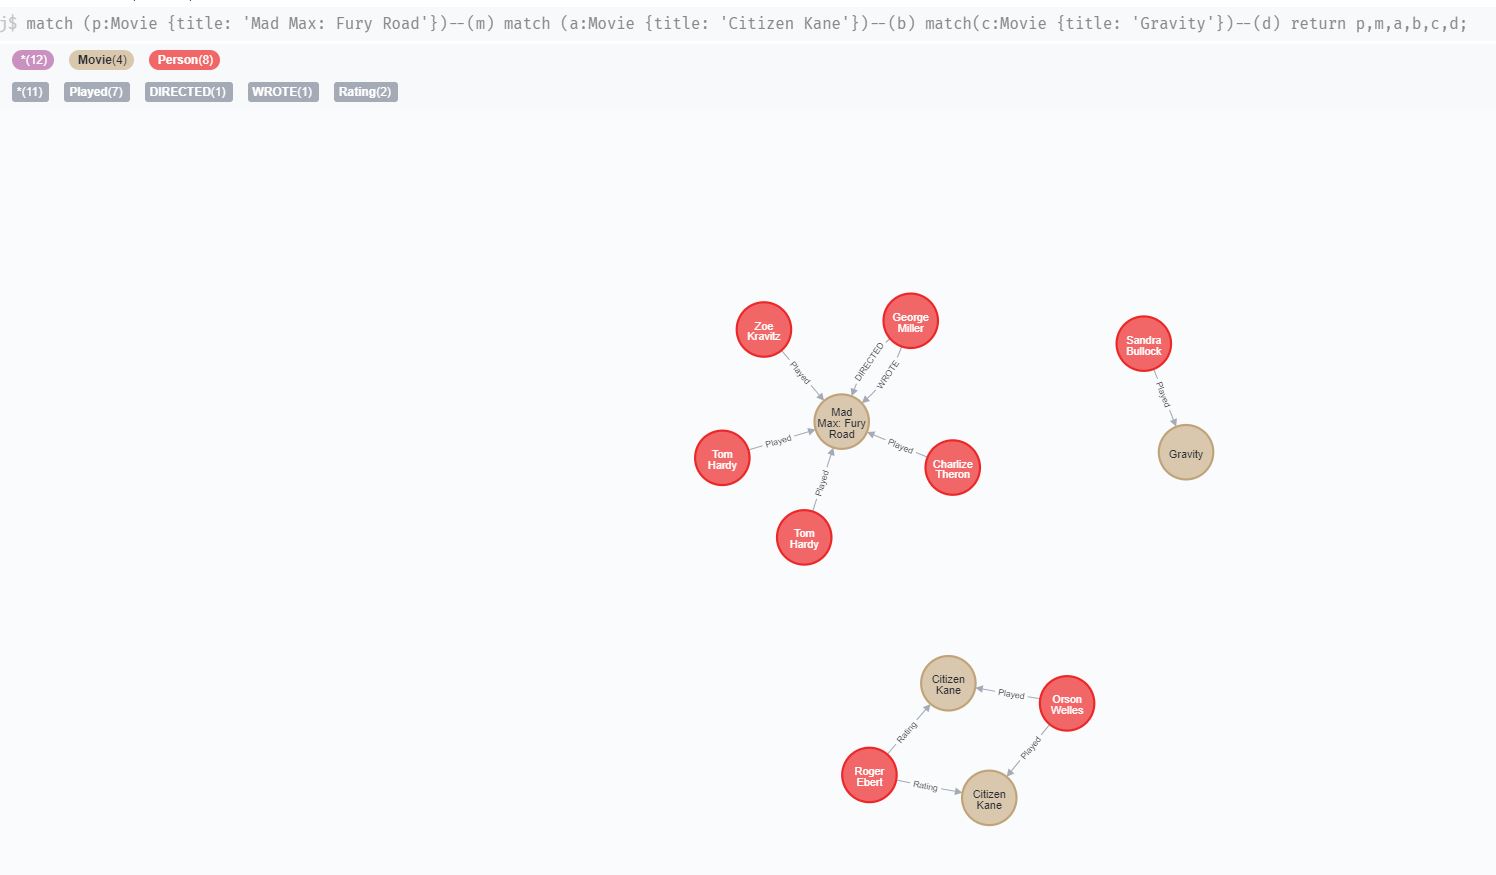 j$ match (p:Movie {title: 'Mad Max: Fury Road'})--(m) match (a:Movie {title: 'Citizen Kane'})--(b) match(c:Movie {title: 'Gravity'})--(d) return p,m,a,b,c,d;
*(12) Movie(4) Person(8)
*(11) Played(7) DIRECTED(1) WROTE(1) Rating(2)
Zoe
Kravitz
George
Miller
Sandra
Bullock
Played
DIRECTED
WROTE
Played
Mad
Max: Fury
Road
Played
Played
Gravity
Tom
Hardy
Charlize
Theron
Played
Tom
Hardy
Citizen
Kane
Played
Orson
Welles
Rating
Played
Roger
Ebert
Rating
Citizen
Kane